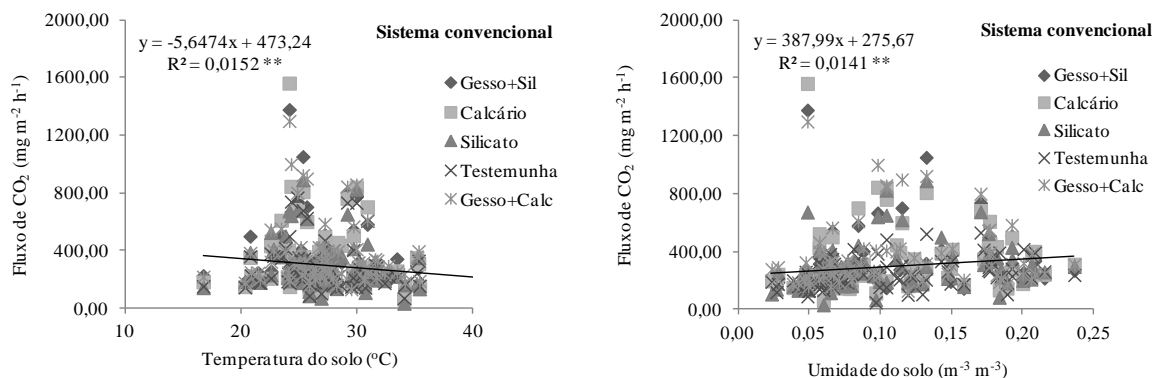 2000,00
1600,00
1200,00
800,00
400,00
0,00
Fluxo de CO₂ (mg m⁻² h⁻¹)
y = -5,6474x + 473,24
R² = 0,0152 **
Sistema convencional
Gesso+Sil
Calcário
Silicato
Testemunha
Gesso+Calc
10 20 30 40
Temperatura do solo (ºC)
2000,00
1600,00
1200,00
800,00
400,00
0,00
Fluxo de CO₂ (mg m⁻² h⁻¹)
y = 387,99x + 275,67
R² = 0,0141 **
Sistema convencional
Gesso+Sil
Calcário
Silicato
Testemunha
Gesso+Calc
0,00 0,05 0,10 0,15 0,20 0,25
Umidade do solo (m⁻³ m⁻³)